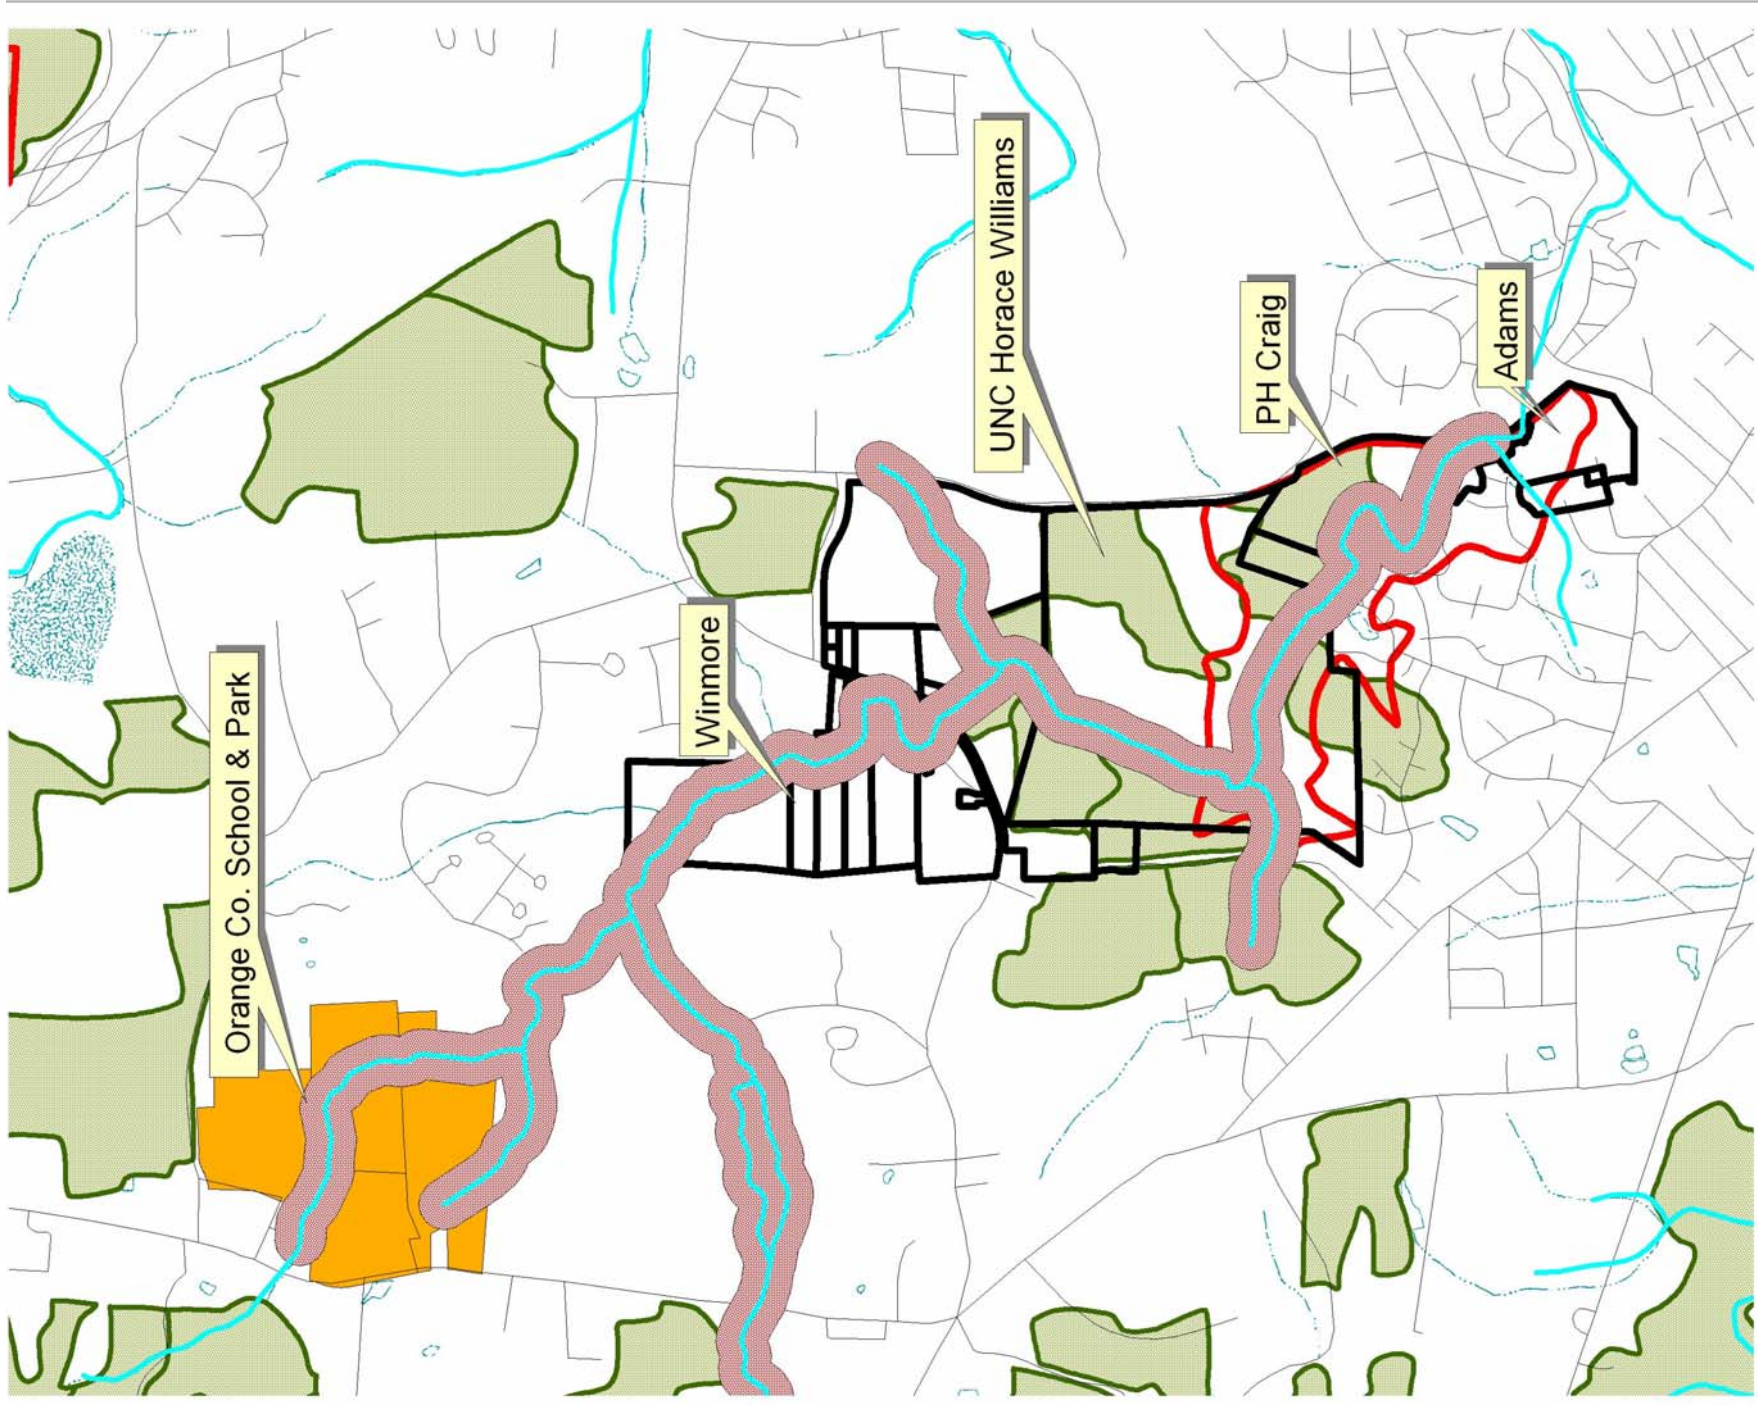 Orange Co. School & Park
Winmore
UNC Horace Williams
PH Craig
Adams